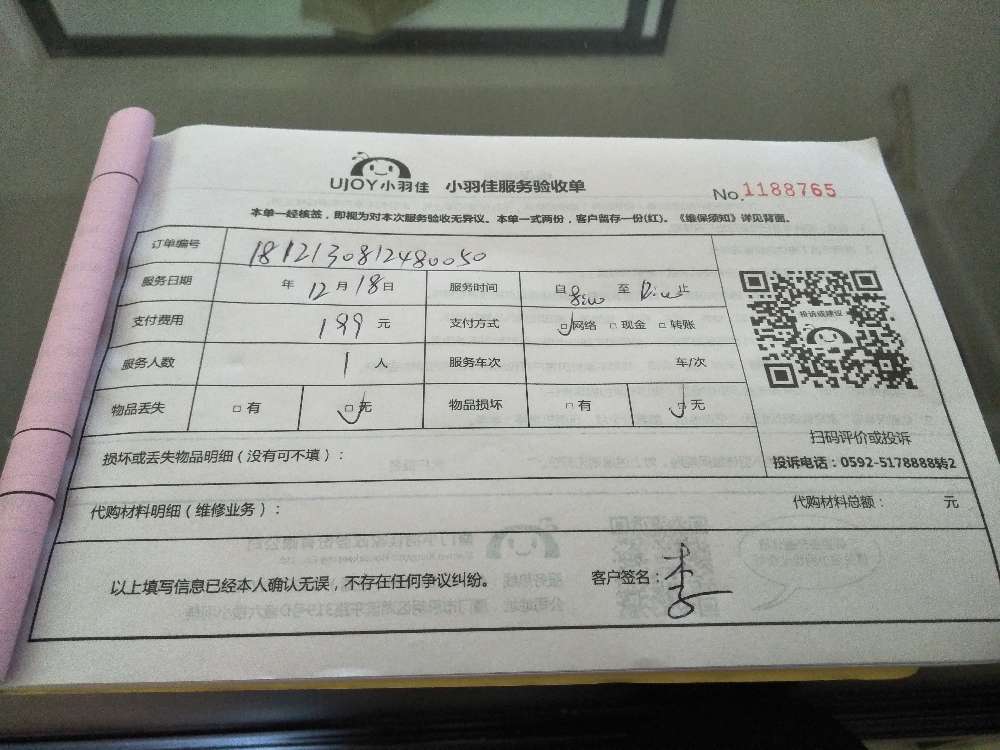 UJOY小羽佳 小羽佳服务验收单
No.1188765
本单一经核签，即视为对本次服务验收无异议。本单一式两份，客户留存一份(红)。《维保须知》详见背面。
订单编号 181213081248 0050
服务日期 年 12 月 18 日 服务时间 自 8:00 至 12:00 止
支付费用 199 元 支付方式 □网络 □现金 □转账
投诉或建议
服务人数 1 人 服务车次 车/次
物品丢失 □有 □无 物品损坏 □有 □无
扫码评价或投诉
损坏或丢失物品明细（没有可不填）：
投诉电话：0592-5178888转2
代购材料明细（维修业务）： 代购材料总额： 元
以上填写信息已经本人确认无误，不存在任何争议纠纷。 客户签名：李